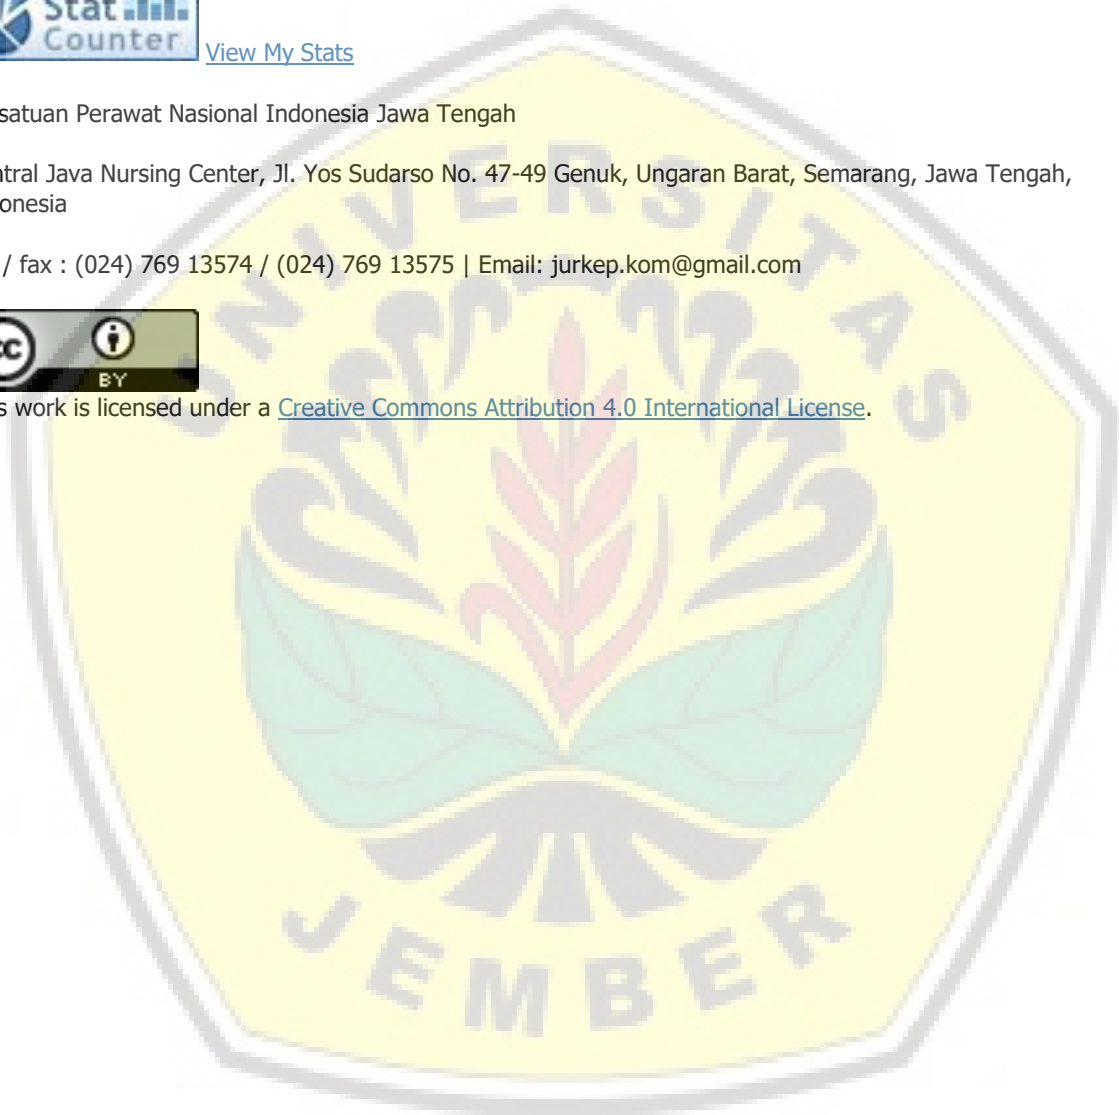 Stat
Counter View My Stats
satuan Perawat Nasional Indonesia Jawa Tengah
ntral Java Nursing Center, Jl. Yos Sudarso No. 47-49 Genuk, Ungaran Barat, Semarang, Jawa Tengah,
onesia
/ fax : (024) 769 13574 / (024) 769 13575 | Email: jurkep.kom@gmail.com
cc
BY
s work is licensed under a Creative Commons Attribution 4.0 International License.
UNIVERSITAS
JEMBER